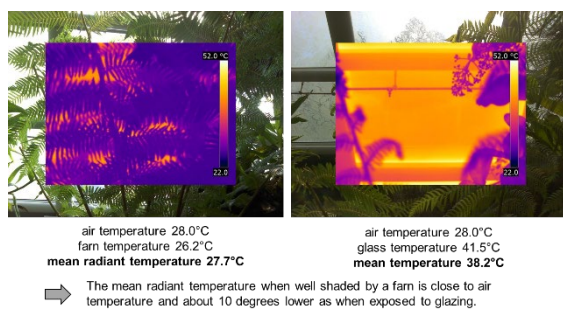 52.0 °C
22.0
52.0 °C
22.0
air temperature 28.0°C
farn temperature 26.2°C
mean radiant temperature 27.7°C
air temperature 28.0°C
glass temperature 41.5°C
mean temperature 38.2°C
The mean radiant temperature when well shaded by a farn is close to air
temperature and about 10 degrees lower as when exposed to glazing.